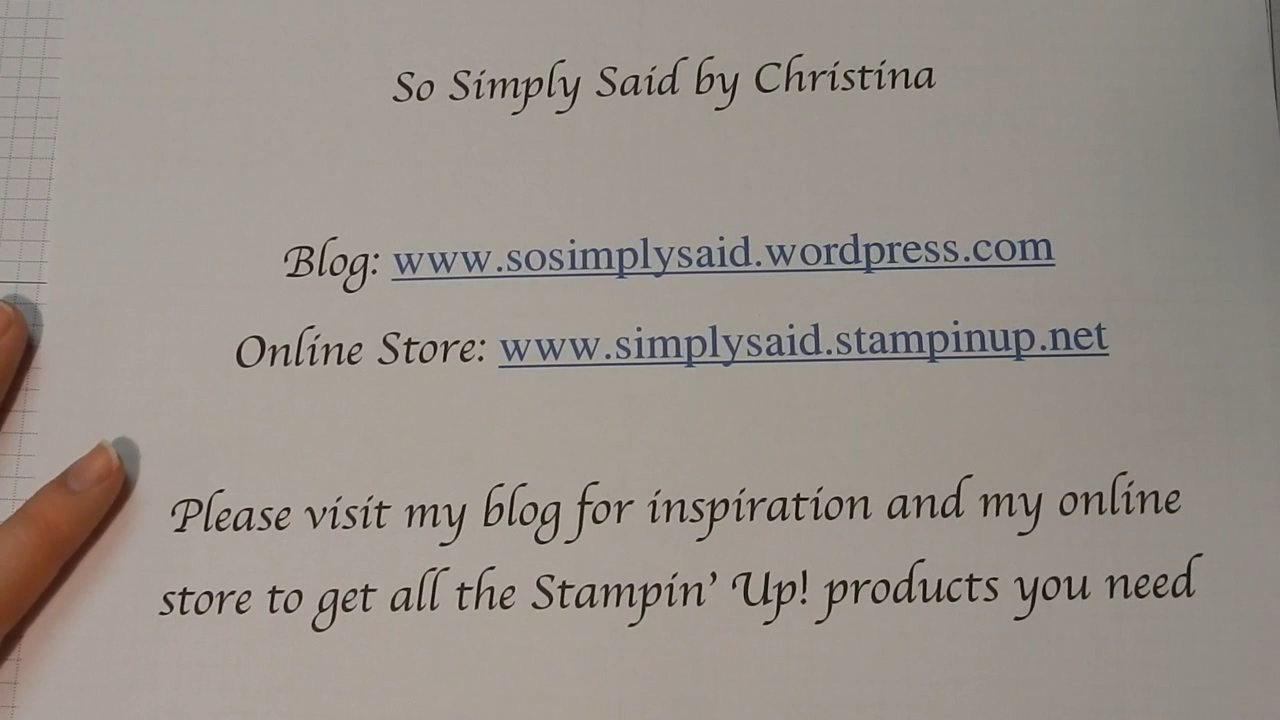 So Simply Said by Christina
Blog: www.sosimplysaid.wordpress.com
Online Store: www.simplysaid.stampinup.net
Please visit my blog for inspiration and my online
store to get all the Stampin’ Up! products you need